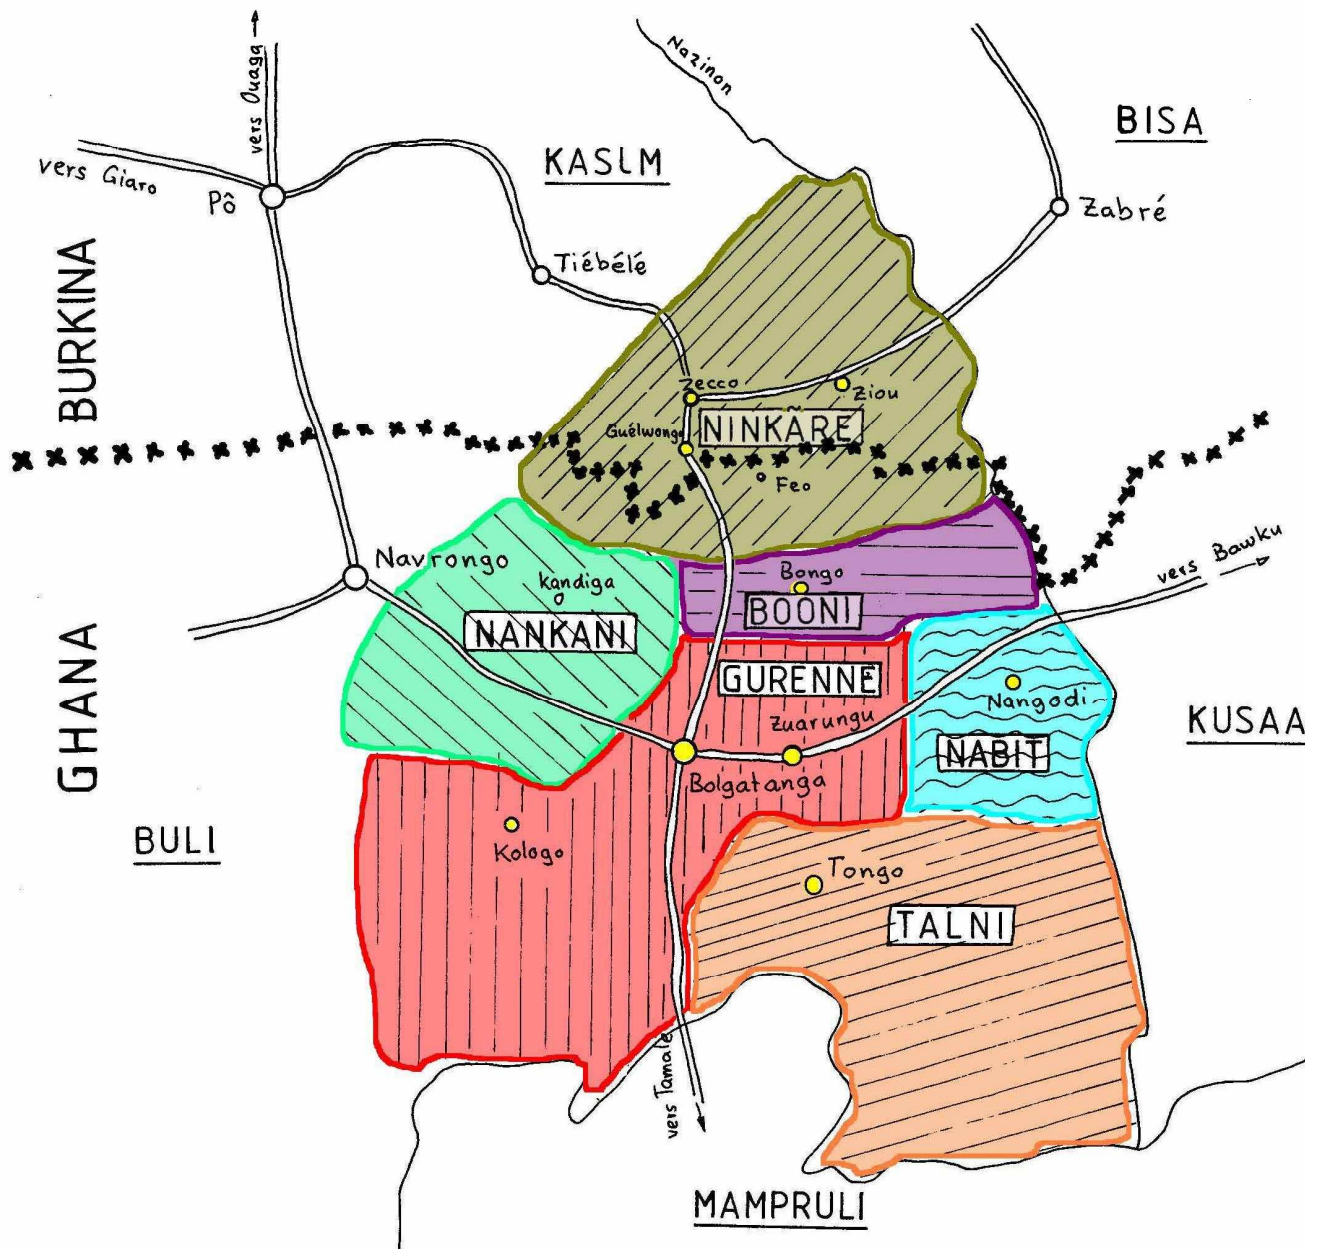 vers Ouaga
Nazinon
BISA
KASIM
vers Giaro
Pô
Zabré
Tiébélé
BURKINA
Zecco
Ziou
Guélwongo
NINKÃRE
Feo
Navrongo
kandiga
Bongo
vers Bawku
NANKANI
BOONI
GHANA
GURENNE
Nangodi
Zuarungu
KUSAA
NABIT
Bolgatanga
BULI
Kologo
Tongo
TALNI
vers Tamale
MAMPRULI